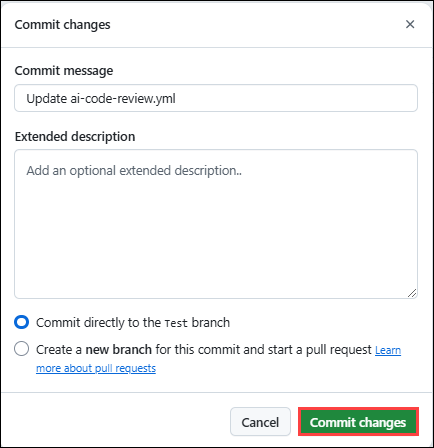 Commit changes
Commit message
Update ai-code-review.yml
Extended description
Add an optional extended description..
Commit directly to the Test branch
Create a new branch for this commit and start a pull request Learn
more about pull requests
Cancel
Commit changes